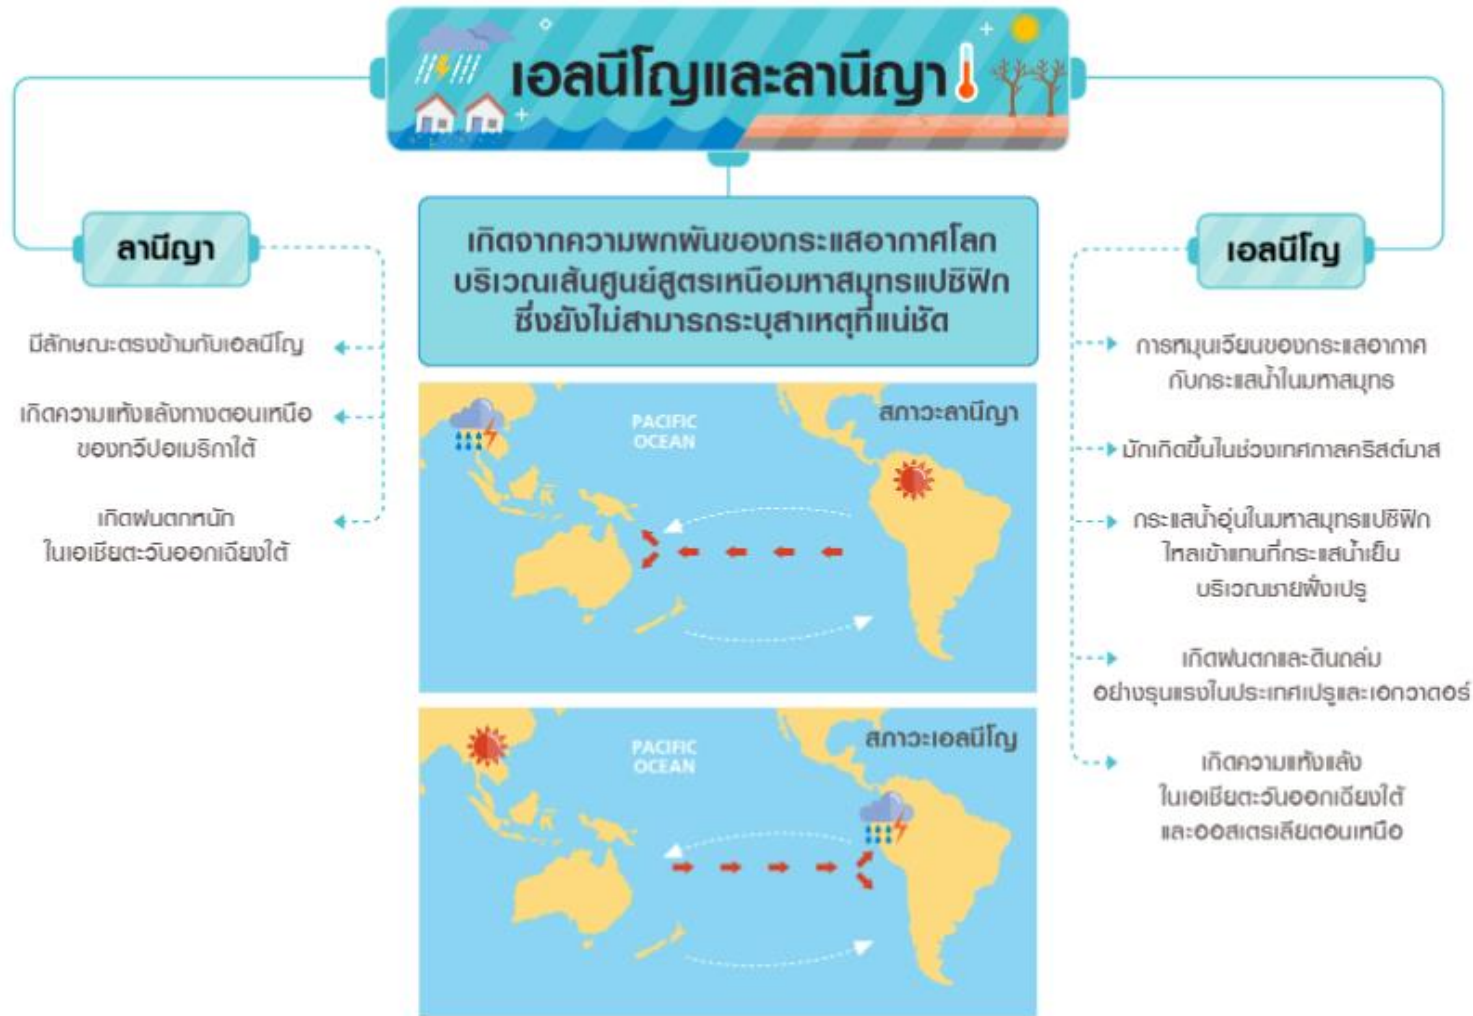 เอลนีโญและลานีญา
ลานีญา
มีลักษณะตรงข้ามกับเอลนีโญ
เกิดความแห้งแล้งทางตอนเหนือ
ของทวีปอเมริกาใต้
เกิดฝนตกหนัก
ในเอเชียตะวันออกเฉียงใต้
เกิดจากความผกผันของกระแสอากาศโลก
บริเวณเส้นศูนย์สูตรเหนือมหาสมุทรแปซิฟิก
ซึ่งยังไม่สามารถระบุสาเหตุที่แน่ชัด
สภาวะลานีญา
PACIFIC
OCEAN
สภาวะเอลนีโญ
PACIFIC
OCEAN
เอลนีโญ
การหมุนเวียนของกระแสอากาศ
กับกระแสน้ำในมหาสมุทร
มักเกิดขึ้นในช่วงเทศกาลคริสต์มาส
กระแสน้ำอุ่นในมหาสมุทรแปซิฟิก
ไหลเข้าแทนที่กระแสน้ำเย็น
บริเวณชายฝั่งเปรู
เกิดฝนตกและดินถล่ม
อย่างรุนแรงในประเทศเปรูและเอกวาดอร์
เกิดความแห้งแล้ง
ในเอเชียตะวันออกเฉียงใต้
และออสเตรเลียตอนเหนือ